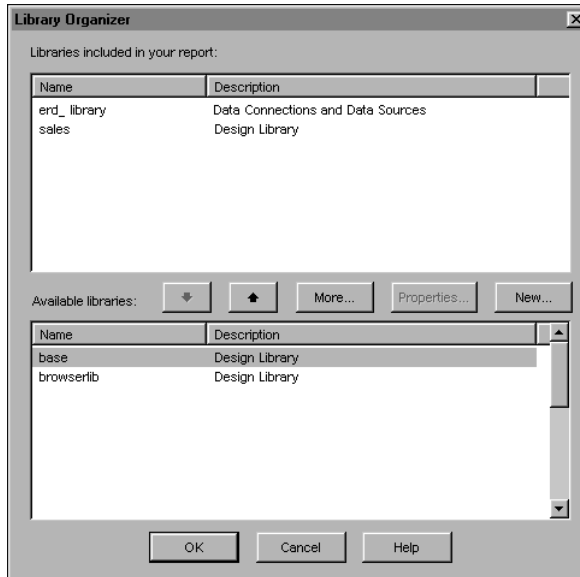 Library Organizer
Libraries included in your report:
Name Description
erd_ library Data Connections and Data Sources
sales Design Library
Available libraries: More... Properties... New...
Name Description
base Design Library
browserlib Design Library
OK Cancel Help